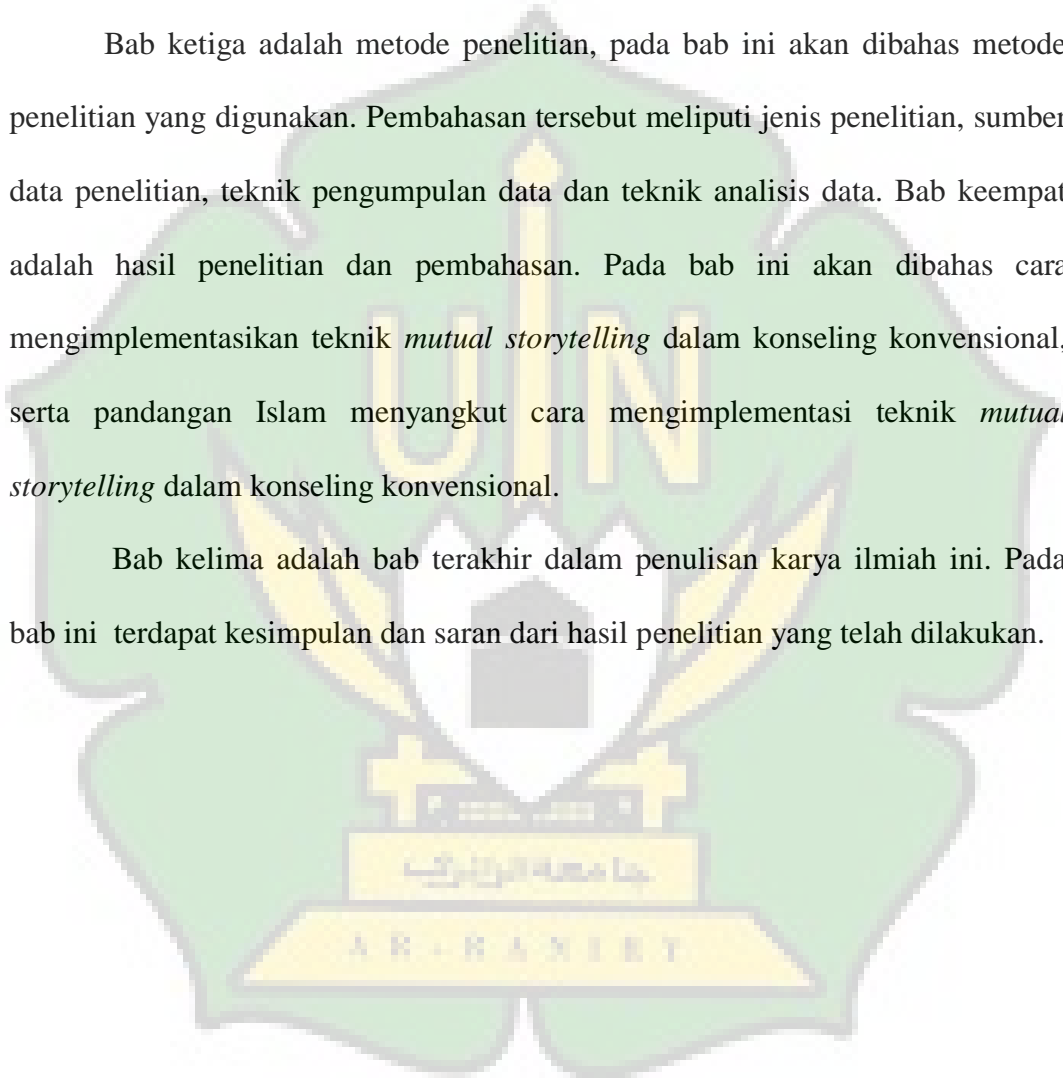 Bab ketiga adalah metode penelitian, pada bab ini akan dibahas metode
penelitian yang digunakan. Pembahasan tersebut meliputi jenis penelitian, sumber
data penelitian, teknik pengumpulan data dan teknik analisis data. Bab keempat
adalah hasil penelitian dan pembahasan. Pada bab ini akan dibahas cara
mengimplementasikan teknik mutual storytelling dalam konseling konvensional,
serta pandangan Islam menyangkut cara mengimplementasi teknik mutual
storytelling dalam konseling konvensional.
Bab kelima adalah bab terakhir dalam penulisan karya ilmiah ini. Pada
bab ini terdapat kesimpulan dan saran dari hasil penelitian yang telah dilakukan.
UIN
جامعة الرانيري
AR-RANIRY